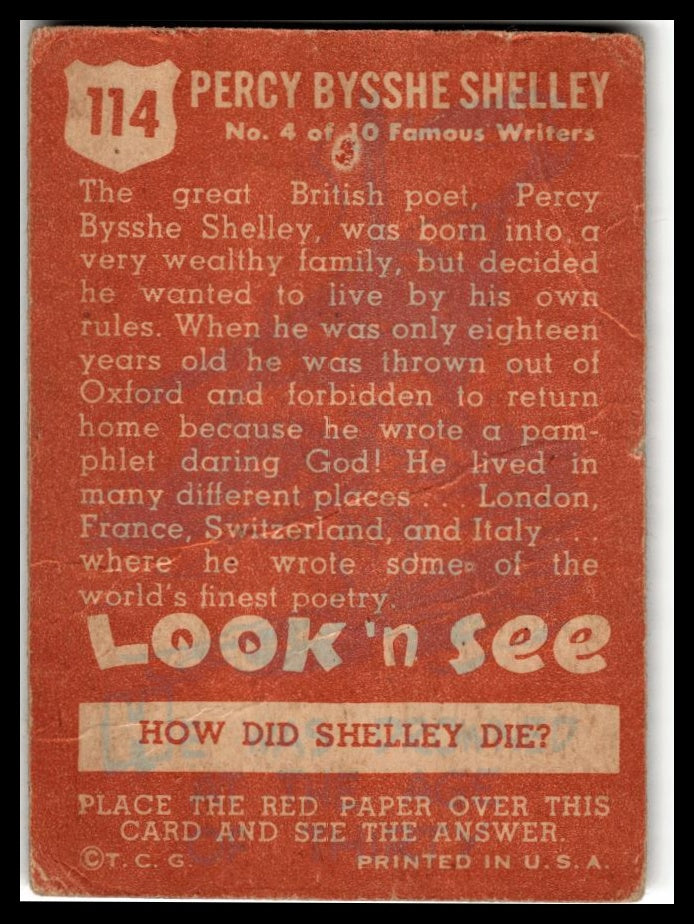 114
PERCY BYSSHE SHELLEY
No. 4 of 10 Famous Writers
The great British poet, Percy
Bysshe Shelley, was born into a
very wealthy family, but decided
he wanted to live by his own
rules. When he was only eighteen
years old he was thrown out of
Oxford and forbidden to return
home because he wrote a pam-
phlet daring God! He lived in
many different places . . . London,
France, Switzerland, and Italy . . .
where he wrote some of the
world's finest poetry.
LOOK 'n SEE
HOW DID SHELLEY DIE?
PLACE THE RED PAPER OVER THIS
CARD AND SEE THE ANSWER.
©T. C. G. PRINTED IN U. S. A.